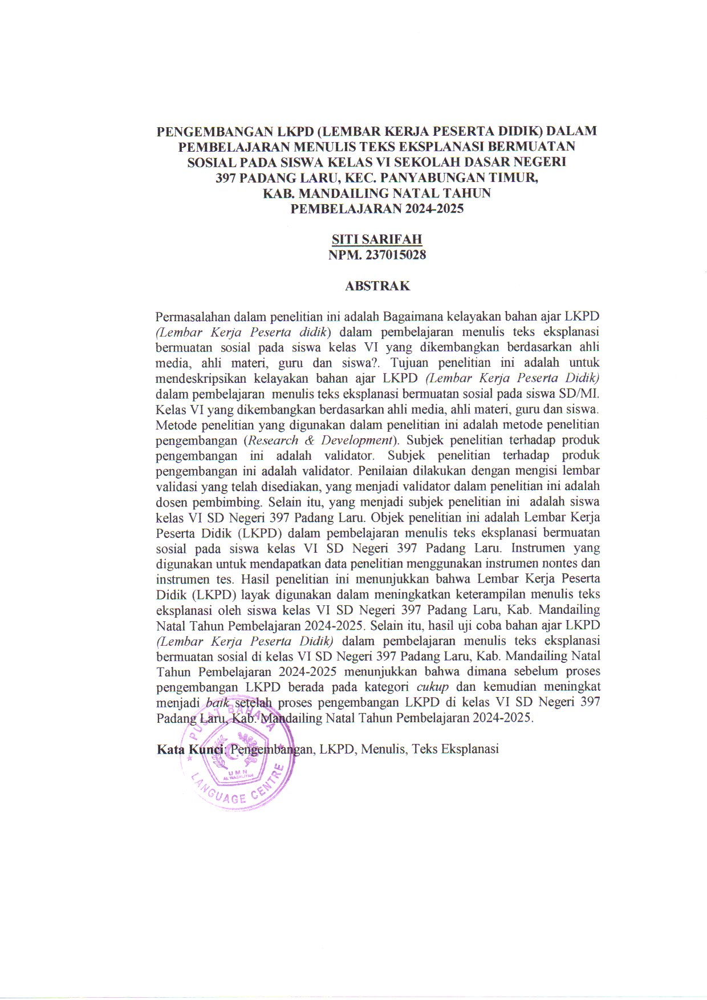 PENGEMBANGAN LKPD (LEMBAR KERJA PESERTA DIDIK) DALAM
PEMBELAJARAN MENULIS TEKS EKSPLANASI BERMUATAN
SOSIAL PADA SISWA KELAS VI SEKOLAH DASAR NEGERI
397 PADANG LARU, KEC. PANYABUNGAN TIMUR,
KAB. MANDAILING NATAL TAHUN
PEMBELAJARAN 2024-2025
SITI SARIFAH
NPM. 237015028
ABSTRAK
Permasalahan dalam penelitian ini adalah Bagaimana kelayakan bahan ajar LKPD
(Lembar Kerja Peserta didik) dalam pembelajaran menulis teks eksplanasi
bermuatan sosial pada siswa kelas VI yang dikembangkan berdasarkan ahli
media, ahli materi, guru dan siswa?. Tujuan penelitian ini adalah untuk
mendeskripsikan kelayakan bahan ajar LKPD (Lembar Kerja Peserta Didik)
dalam pembelajaran menulis teks eksplanasi bermuatan sosial pada siswa SD/MI.
Kelas VI yang dikembangkan berdasarkan ahli media, ahli materi, guru dan siswa.
Metode penelitian yang digunakan dalam penelitian ini adalah metode penelitian
pengembangan (Research & Development). Subjek penelitian terhadap produk
pengembangan ini adalah validator. Subjek penelitian terhadap produk
pengembangan ini adalah validator. Penilaian dilakukan dengan mengisi lembar
validasi yang telah disediakan, yang menjadi validator dalam penelitian ini adalah
dosen pembimbing. Selain itu, yang menjadi subjek penelitian ini adalah siswa
kelas VI SD Negeri 397 Padang Laru. Objek penelitian ini adalah Lembar Kerja
Peserta Didik (LKPD) dalam pembelajaran menulis teks eksplanasi bermuatan
sosial pada siswa kelas VI SD Negeri 397 Padang Laru. Instrumen yang
digunakan untuk mendapatkan data penelitian menggunakan instrumen nontes dan
instrumen tes. Hasil penelitian ini menunjukkan bahwa Lembar Kerja Peserta
Didik (LKPD) layak digunakan dalam meningkatkan keterampilan menulis teks
eksplanasi oleh siswa kelas VI SD Negeri 397 Padang Laru, Kab. Mandailing
Natal Tahun Pembelajaran 2024-2025. Selain itu, hasil uji coba bahan ajar LKPD
(Lembar Kerja Peserta Didik) dalam pembelajaran menulis teks eksplanasi
bermuatan sosial di kelas VI SD Negeri 397 Padang Laru, Kab. Mandailing Natal
Tahun Pembelajaran 2024-2025 menunjukkan bahwa dimana sebelum proses
pengembangan LKPD berada pada kategori cukup dan kemudian meningkat
menjadi baik setelah proses pengembangan LKPD di kelas VI SD Negeri 397
Padang Laru, Kab. Mandailing Natal Tahun Pembelajaran 2024-2025.
Kata Kunci: Pengembangan, LKPD, Menulis, Teks Eksplanasi
PUSAT BAHASA
UMN
AL WASHLIYAH
LANGUAGE CENTRE